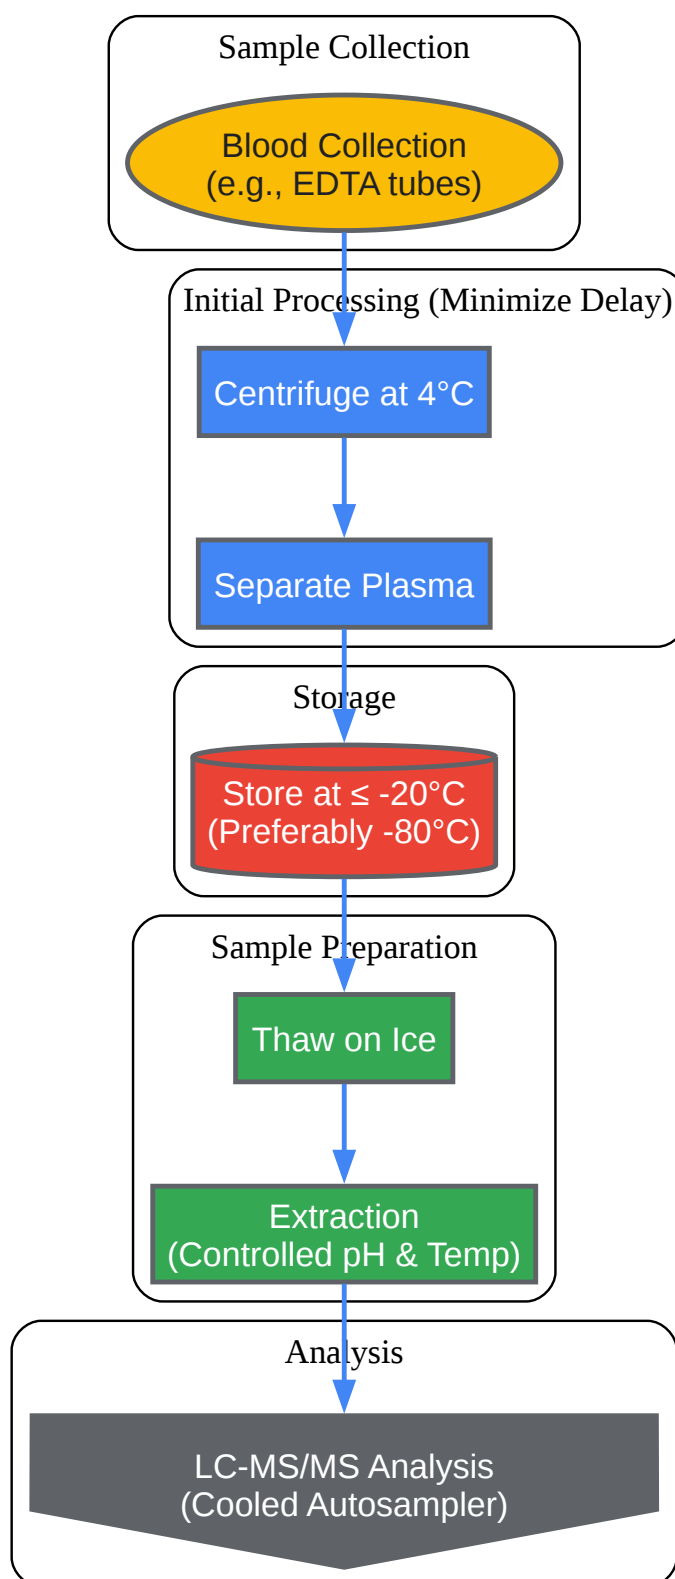 Sample Collection
Blood Collection
(e.g., EDTA tubes)
Initial Processing (Minimize Delay)
Centrifuge at 4°C
Separate Plasma
Storage
Store at ≤ -20°C
(Preferably -80°C)
Sample Preparation
Thaw on Ice
Extraction
(Controlled pH & Temp)
Analysis
LC-MS/MS Analysis
(Cooled Autosampler)